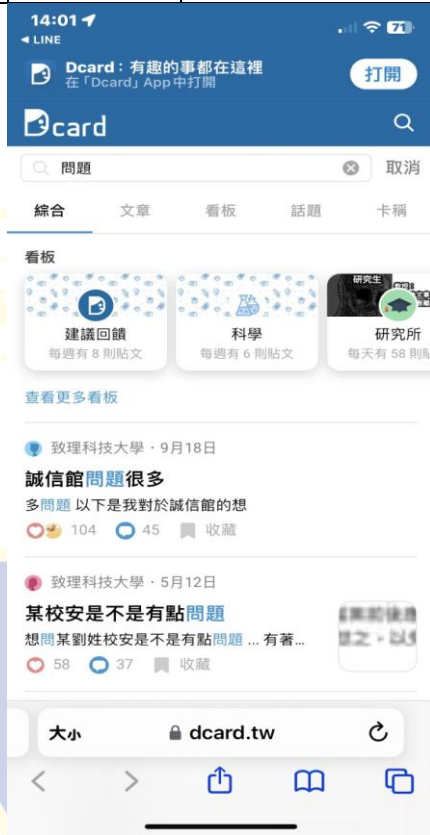 14:01
71
◀ LINE
Dcard：有趣的事都在這裡
在「Dcard」App中打開
打開
Dcard
問題
取消
綜合
文章
看板
話題
卡稱
看板
研究生
建議回饋
每週有 8 則貼文
科學
每週有 6 則貼文
研究所
每天有 58 則
查看更多看板
致理科技大學・9月18日
誠信館問題很多
多問題 以下是我對於誠信館的想
104
45
收藏
致理科技大學・5月12日
某校安是不是有點問題
想問某劉姓校安是不是有點問題 ... 有著...
58
37
收藏
大小
dcard.tw